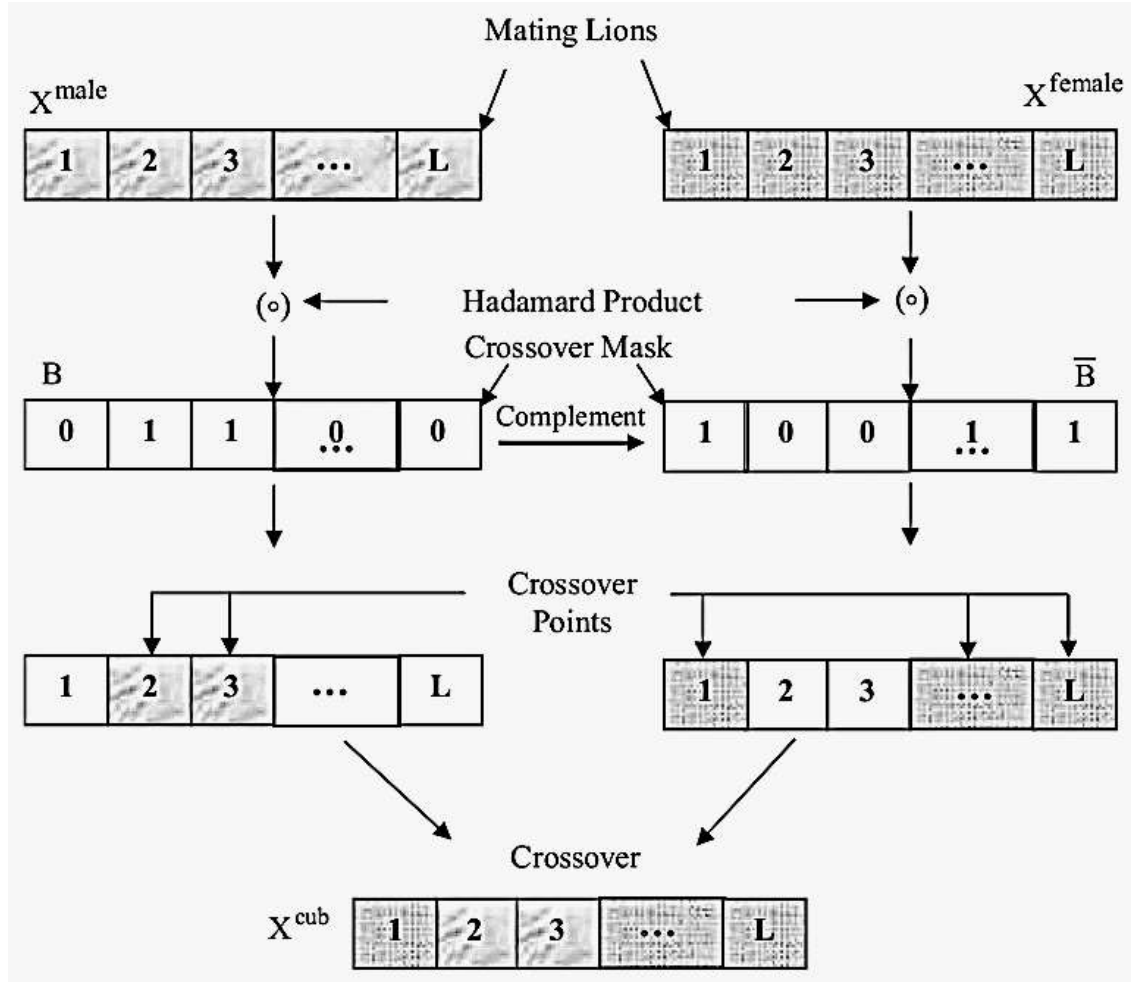 Mating Lions
X^male
X^female
1 2 3 ... L
1 2 3 ... L
(∘) Hadamard Product (∘)
Crossover Mask
B
B̅
0 1 1 0 ... 0
Complement
1 0 0 1 ... 1
Crossover
Points
1 2 3 ... L
1 2 3 ... L
Crossover
X^cub
1 2 3 ... L